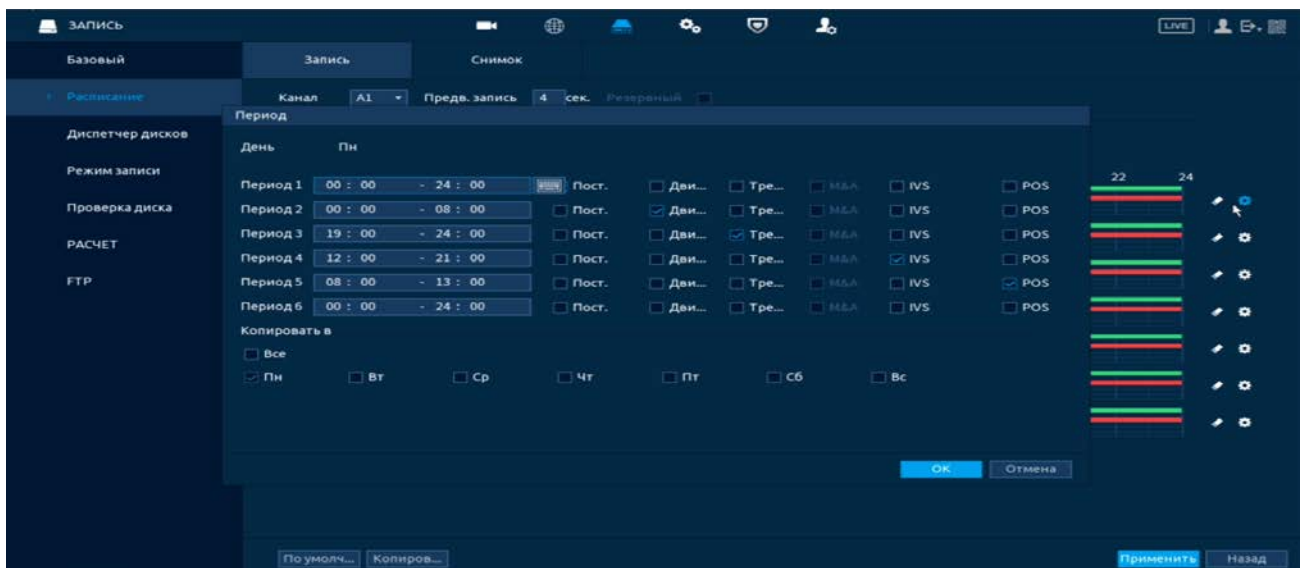 ЗАПИСЬ LIVE
Базовый Запись Снимок
Расписание Канал A1 Предв. запись 4 сек. Резервный
Период
Диспетчер дисков
День Пн
Режим записи
22 24
Период 1 00 : 00 - 24 : 00 Пост. Дви... Тре... M&A IVS POS
Проверка диска
Период 2 00 : 00 - 08 : 00 Пост. Дви... Тре... M&A IVS POS
Период 3 19 : 00 - 24 : 00 Пост. Дви... Тре... M&A IVS POS
РАСЧЕТ
Период 4 12 : 00 - 21 : 00 Пост. Дви... Тре... M&A IVS POS
FTP
Период 5 08 : 00 - 13 : 00 Пост. Дви... Тре... M&A IVS POS
Период 6 00 : 00 - 24 : 00 Пост. Дви... Тре... M&A IVS POS
Копировать в
Все
Пн Вт Ср Чт Пт Сб Вс
OK Отмена
По умолч... Копиров... Применить Назад